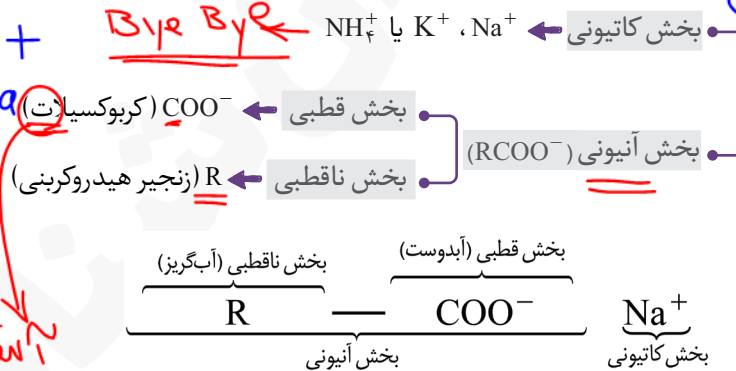 بخش کاتیونی ← Na⁺ ، K⁺ یا NH₄⁺ ← Bye Bye
+
بخش آنیونی (RCOO⁻)
بخش قطبی ← COO⁻ (کربوکسیلات)
بخش ناقطبی ← R (زنجیر هیدروکربنی)
بخش ناقطبی (آب‌گریز) بخش قطبی (آبدوست)
R — COO⁻ Na⁺
بخش آنیونی بخش کاتیونی